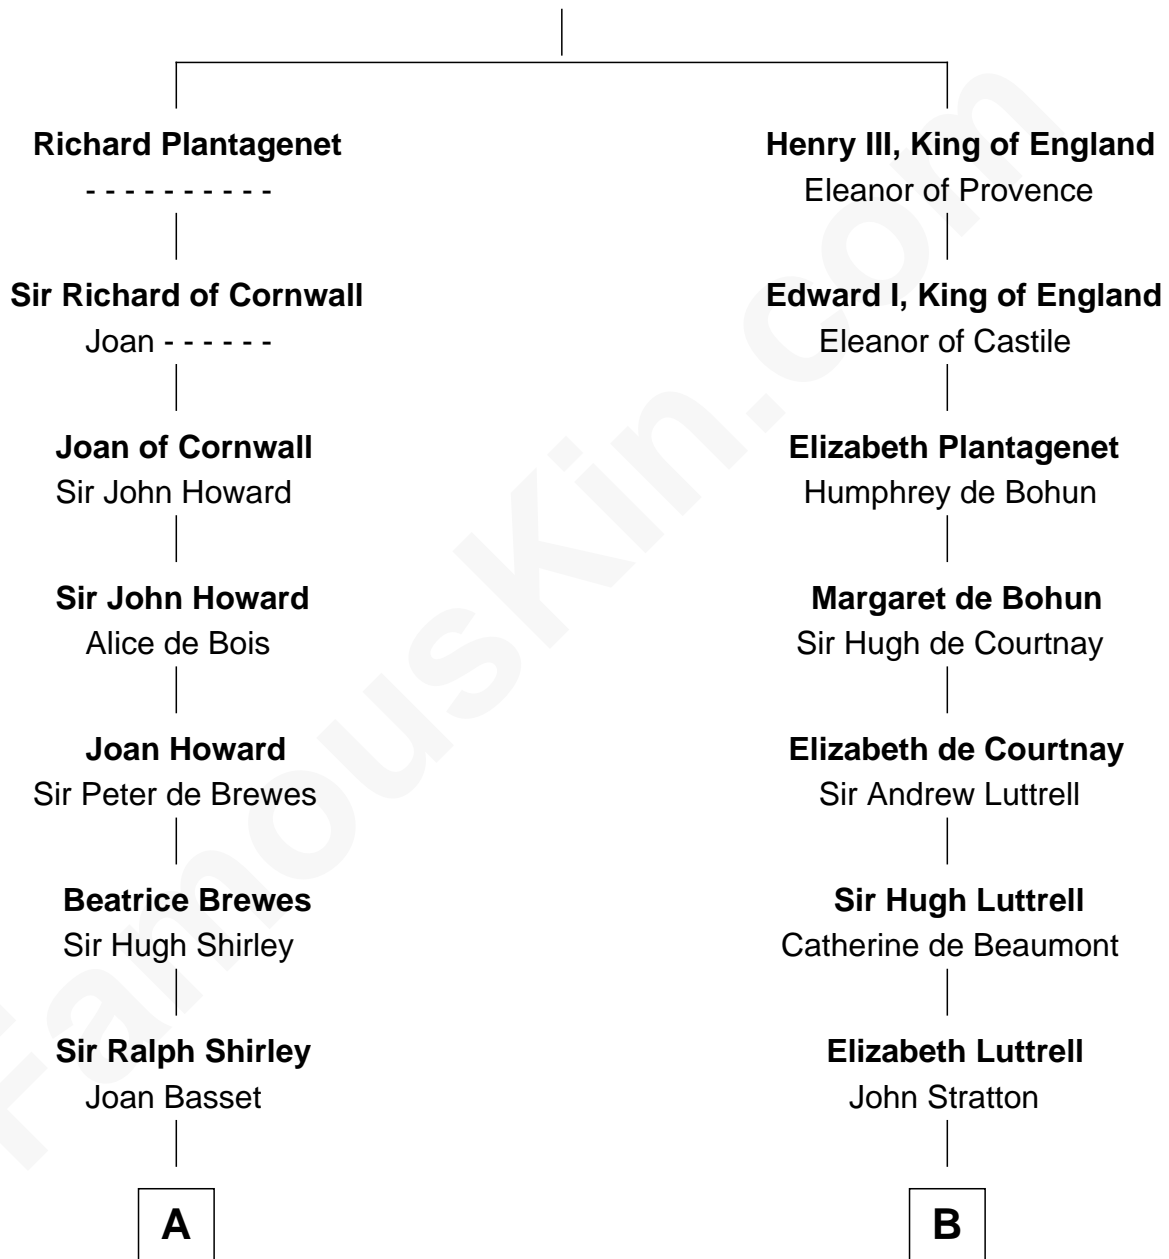 Richard Plantagenet
- - - - - - - - - -
Sir Richard of Cornwall
Joan - - - - - -
Joan of Cornwall
Sir John Howard
Sir John Howard
Alice de Bois
Joan Howard
Sir Peter de Brewes
Beatrice Brewes
Sir Hugh Shirley
Sir Ralph Shirley
Joan Basset
A
Henry III, King of England
Eleanor of Provence
Edward I, King of England
Eleanor of Castile
Elizabeth Plantagenet
Humphrey de Bohun
Margaret de Bohun
Sir Hugh de Courtnay
Elizabeth de Courtnay
Sir Andrew Luttrell
Sir Hugh Luttrell
Catherine de Beaumont
Elizabeth Luttrell
John Stratton
B
FamousKin.com